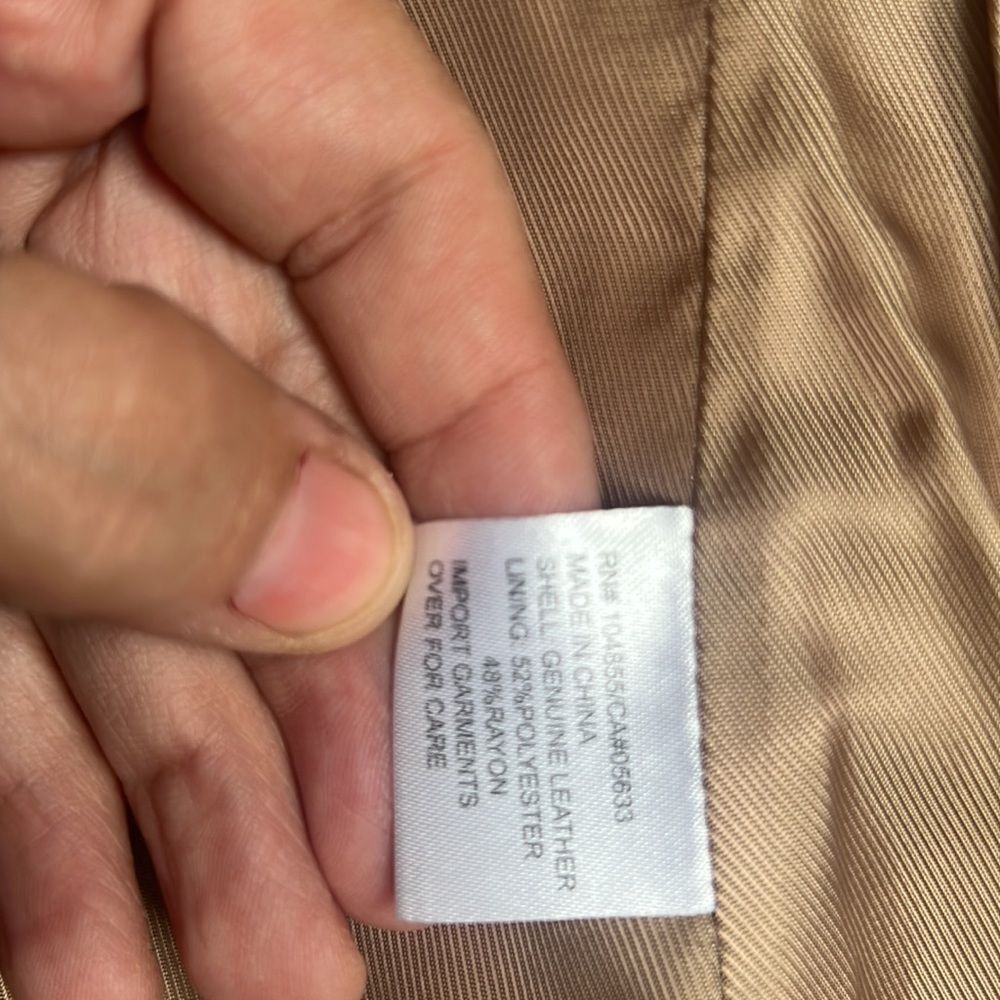 RN# 104855/CA#05633
MADE IN CHINA
SHELL GENUINE LEATHER
LINING 52%POLYESTER
48%RAYON
IMPORT GARMENTS
OVER FOR CARE